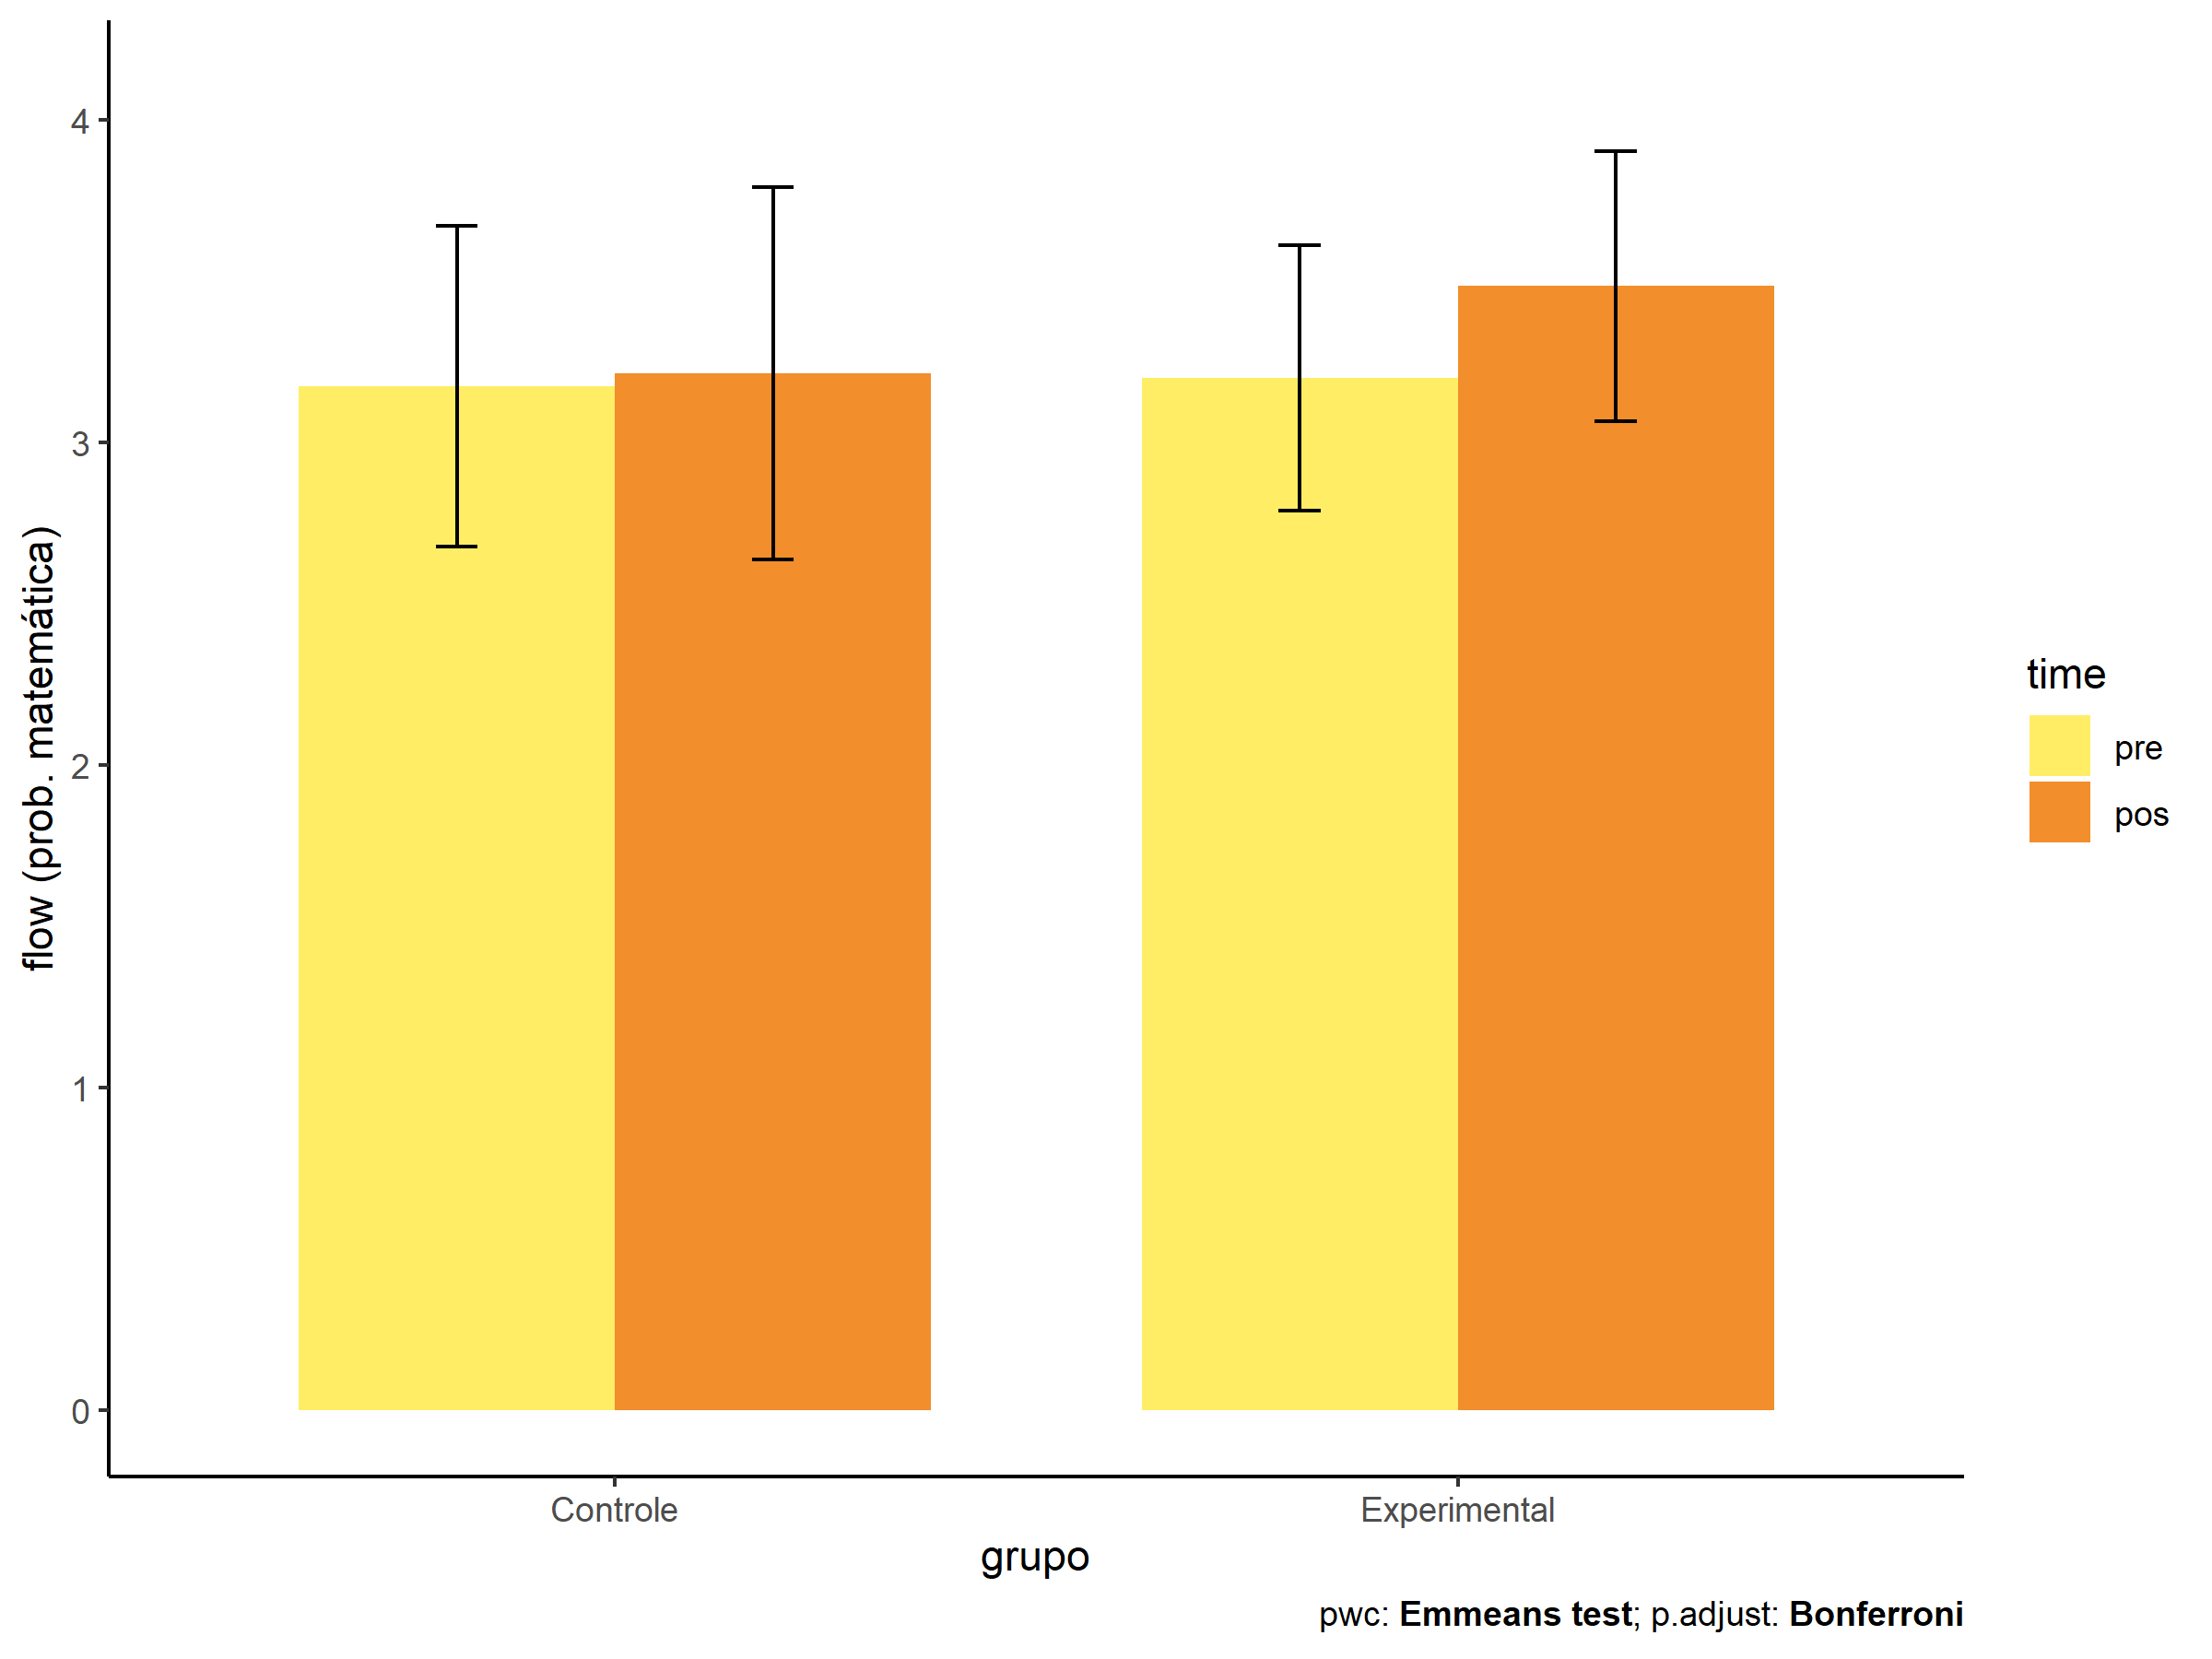 flow (prob. matemática)
4
3
2
1
0
Controle
Experimental
grupo
time
pre
pos
pwc: Emmeans test; p.adjust: Bonferroni